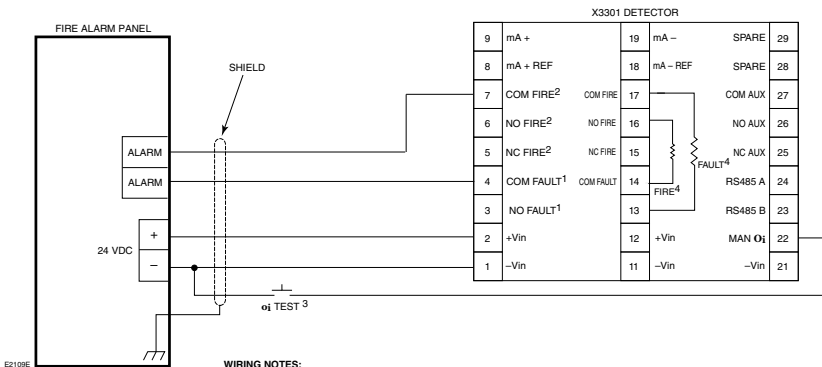 X3301 DETECTOR
FIRE ALARM PANEL
SHIELD
ALARM
ALARM
24 VDC
+
–
oi TEST 3
9 mA +
8 mA + REF
7 COM FIRE2
6 NO FIRE2
5 NC FIRE2
4 COM FAULT1
3 NO FAULT1
2 +Vin
1 –Vin
COM FIRE
NO FIRE
NC FIRE
COM FAULT
19 mA –
18 mA – REF
17
16
15
14
13
12 +Vin
11 –Vin
FIRE4
FAULT4
SPARE 29
SPARE 28
COM AUX 27
NO AUX 26
NC AUX 25
RS485 A 24
RS485 B 23
MAN Oi 22
–Vin 21
E2109E
WIRING NOTES: